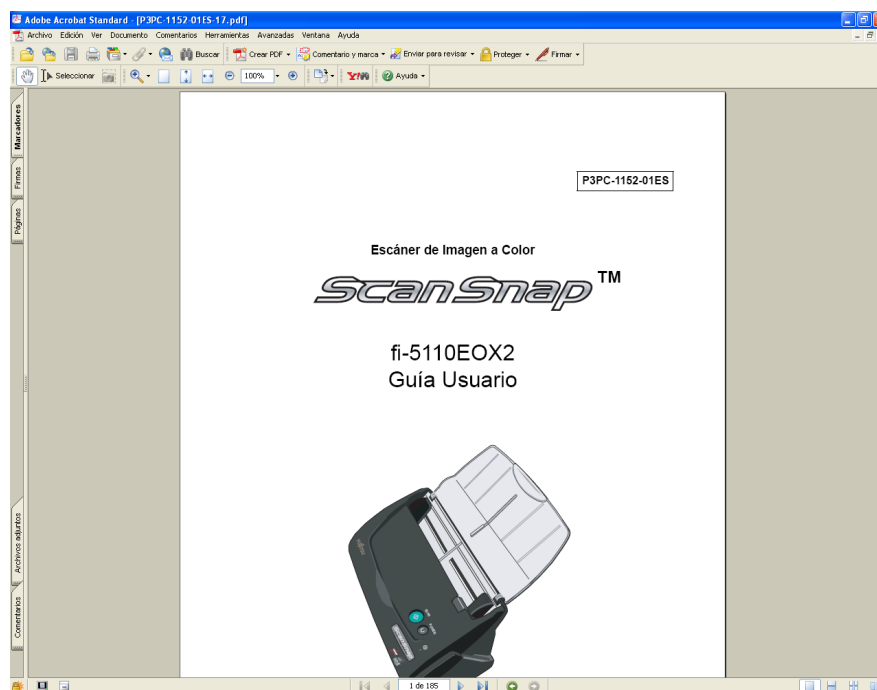 Adobe Acrobat Standard - [P3PC-1152-01ES-17.pdf]
Archivo Edición Ver Documento Comentarios Herramientas Avanzadas Ventana Ayuda
Buscar Crear PDF Comentario y marca Enviar para revisar Proteger Firmar
Seleccionar 100% Y! Ayuda
Marcadores
Firmas
Páginas
Archivos adjuntos
Comentarios
P3PC-1152-01ES
Escáner de Imagen a Color
ScanSnap™
fi-5110EOX2
Guía Usuario
1 de 185